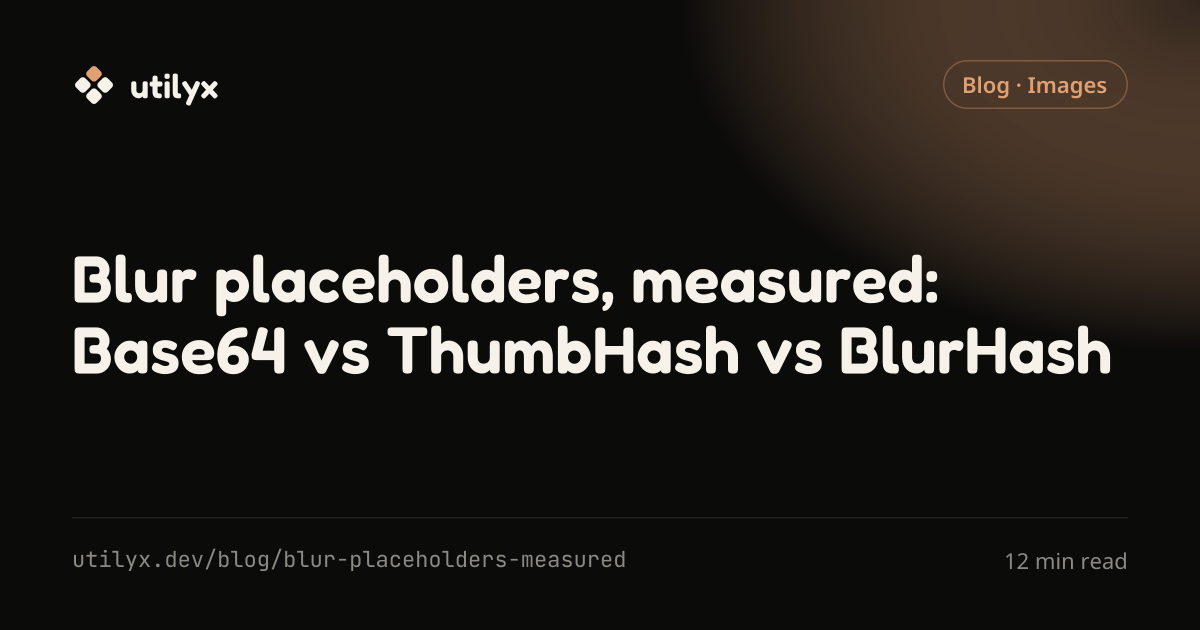 utilyx
Blog · Images
Blur placeholders, measured:
Base64 vs ThumbHash vs BlurHash
utilyx.dev/blog/blur-placeholders-measured
12 min read